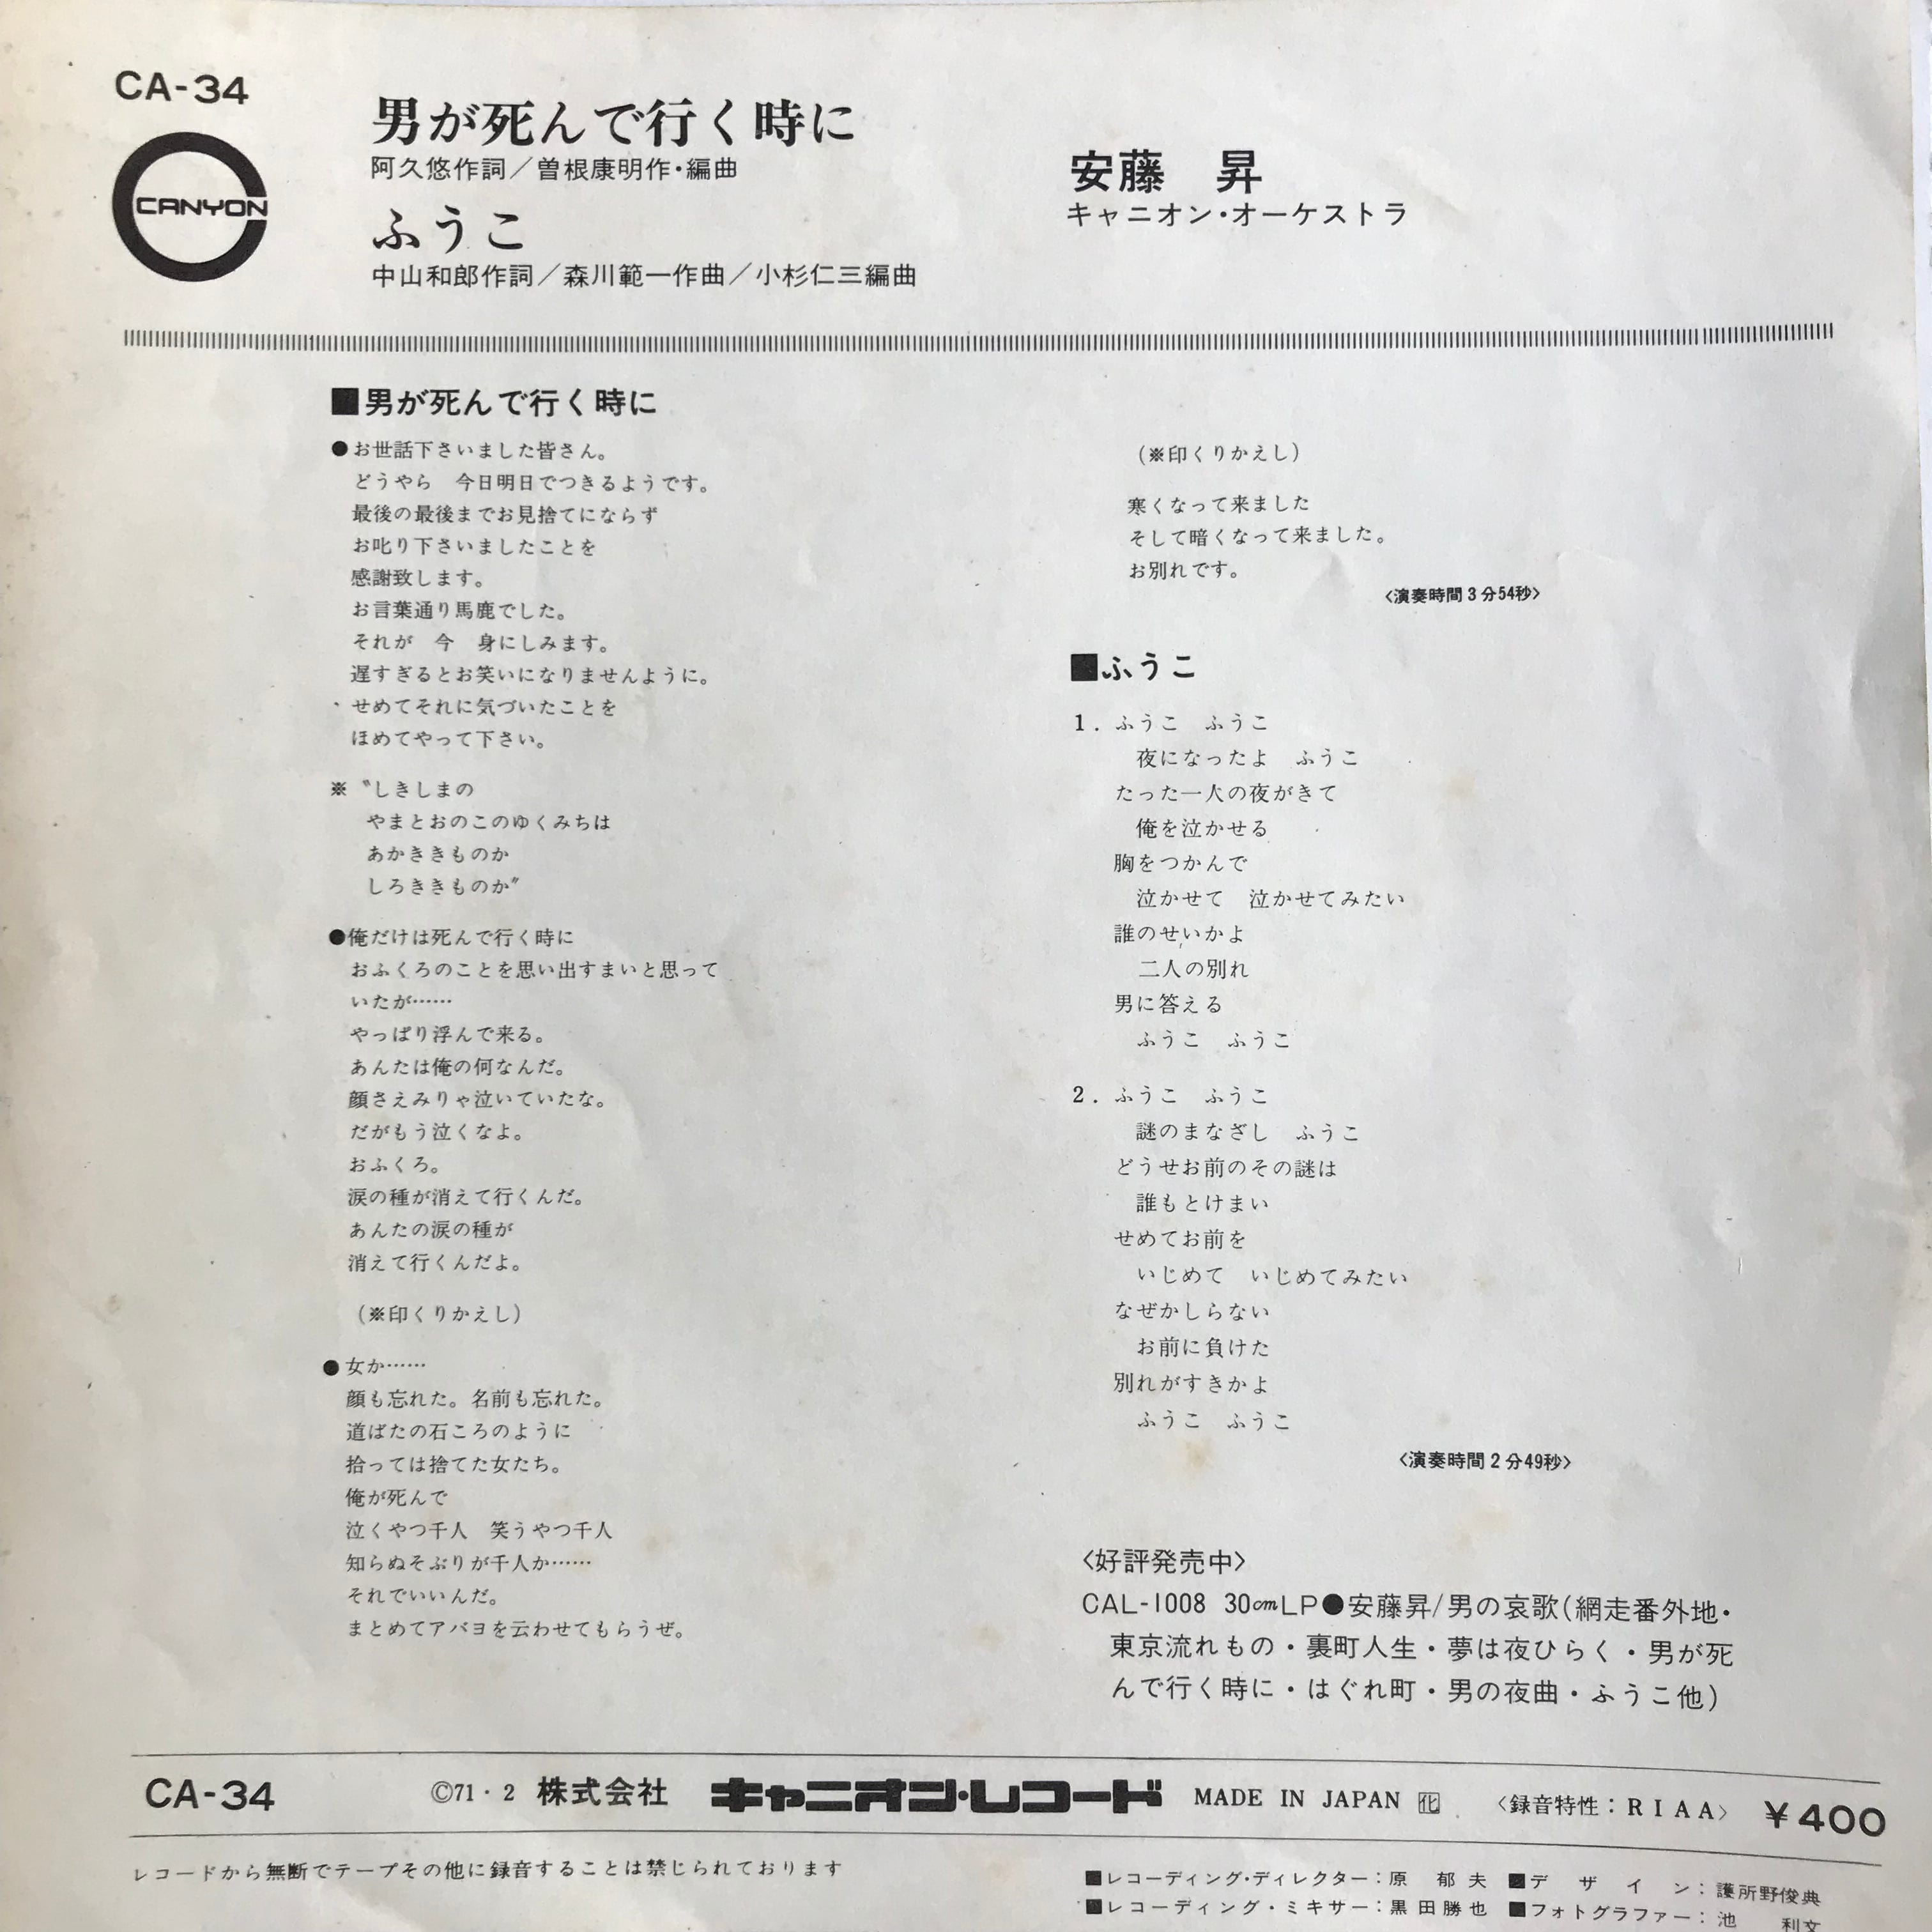 CA-34
CANYON
男が死んで行く時に
阿久悠作詞／曽根康明作・編曲
ふうこ
中山和郎作詞／森川範一作曲／小杉仁三編曲
安藤　昇
キャニオン・オーケストラ
■男が死んで行く時に
●お世話下さいました皆さん。
どうやら　今日明日でつきるようです。
最後の最後までお見捨てにならず
お叱り下さいましたことを
感謝致します。
お言葉通り馬鹿でした。
それが　今　身にしみます。
遅すぎるとお笑いになりませんように。
せめてそれに気づいたことを
ほめてやって下さい。
※〝しきしまの
やまとおのこのゆくみちは
あかききものか
しろききものか〟
●俺だけは死んで行く時に
おふくろのことを思い出すまいと思って
いたが……
やっぱり浮んで来る。
あんたは俺の何なんだ。
顔さえみりゃ泣いていたな。
だがもう泣くなよ。
おふくろ。
涙の種が消えて行くんだ。
あんたの涙の種が
消えて行くんだよ。
(※印くりかえし)
●女か……
顔も忘れた。名前も忘れた。
道ばたの石ころのように
拾っては捨てた女たち。
俺が死んで
泣くやつ千人　笑うやつ千人
知らぬそぶりが千人か……
それでいいんだ。
まとめてアバヨを云わせてもらうぜ。
(※印くりかえし)
寒くなって来ました
そして暗くなって来ました。
お別れです。
〈演奏時間3分54秒〉
■ふうこ
1．ふうこ　ふうこ
夜になったよ　ふうこ
たった一人の夜がきて
俺を泣かせる
胸をつかんで
泣かせて　泣かせてみたい
誰のせいかよ
二人の別れ
男に答える
ふうこ　ふうこ
2．ふうこ　ふうこ
謎のまなざし　ふうこ
どうせお前のその謎は
誰もとけまい
せめてお前を
いじめて　いじめてみたい
なぜかしらない
お前に負けた
別れがすきかよ
ふうこ　ふうこ
〈演奏時間2分49秒〉
〈好評発売中〉
CAL-1008 30cmLP●安藤昇/男の哀歌(網走番外地・
東京流れもの・裏町人生・夢は夜ひらく・男が死
んで行く時に・はぐれ町・男の夜曲・ふうこ他)
CA-34　©71・2 株式会社 キャニオン・レコード MADE IN JAPAN ㊓ 〈録音特性：RIAA〉 ¥400
レコードから無断でテープその他に録音することは禁じられております
■レコーディング・ディレクター：原　郁夫 ■デザイン：護所野俊典
■レコーディング・ミキサー：黒田勝也 ■フォトグラファー：池　利文